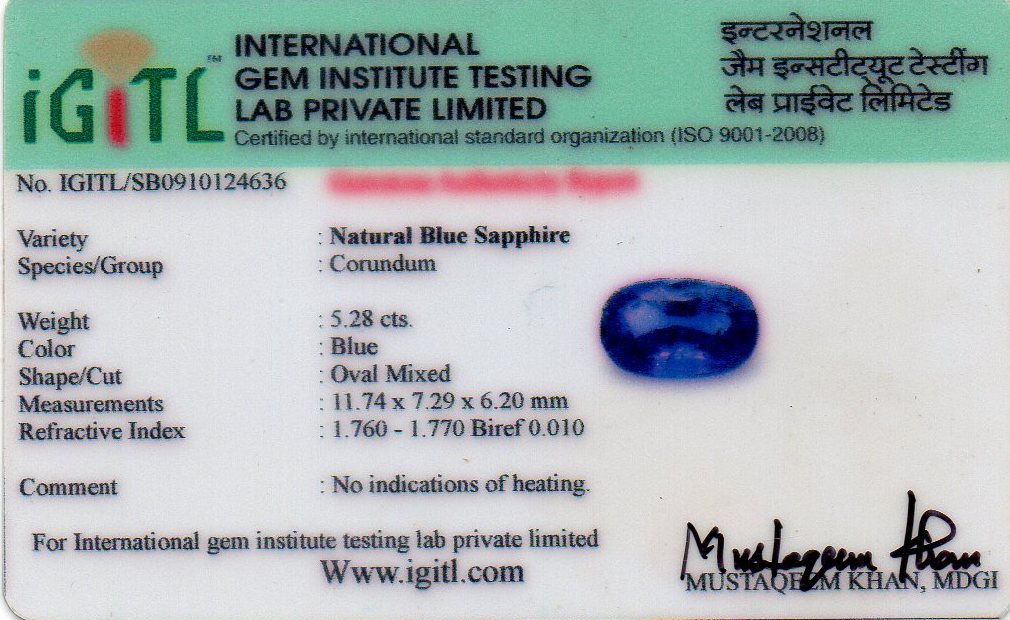 iGiTL™
INTERNATIONAL
GEM INSTITUTE TESTING
LAB PRIVATE LIMITED
Certified by international standard organization (ISO 9001-2008)
इन्टरनेशनल
जैम इन्सटीटयूट टेस्टींग
लेब प्राईवेट लिमिटेड
No. IGITL/SB0910124636
Variety : Natural Blue Sapphire
Species/Group : Corundum
Weight : 5.28 cts.
Color : Blue
Shape/Cut : Oval Mixed
Measurements : 11.74 x 7.29 x 6.20 mm
Refractive Index : 1.760 - 1.770 Biref 0.010
Comment : No indications of heating.
For International gem institute testing lab private limited
Www.igitl.com
Mustaqeem Khan
MUSTAQEEM KHAN, MDGI